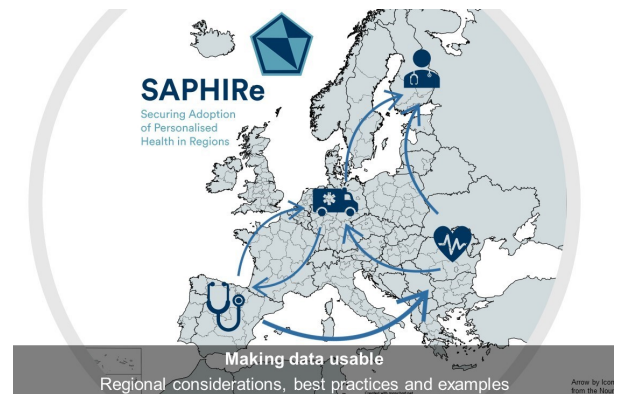 SAPHIRe
Securing Adoption
of Personalised
Health in Regions
Making data usable
Regional considerations, best practices and examples
Arrow by Icon
from the Nour